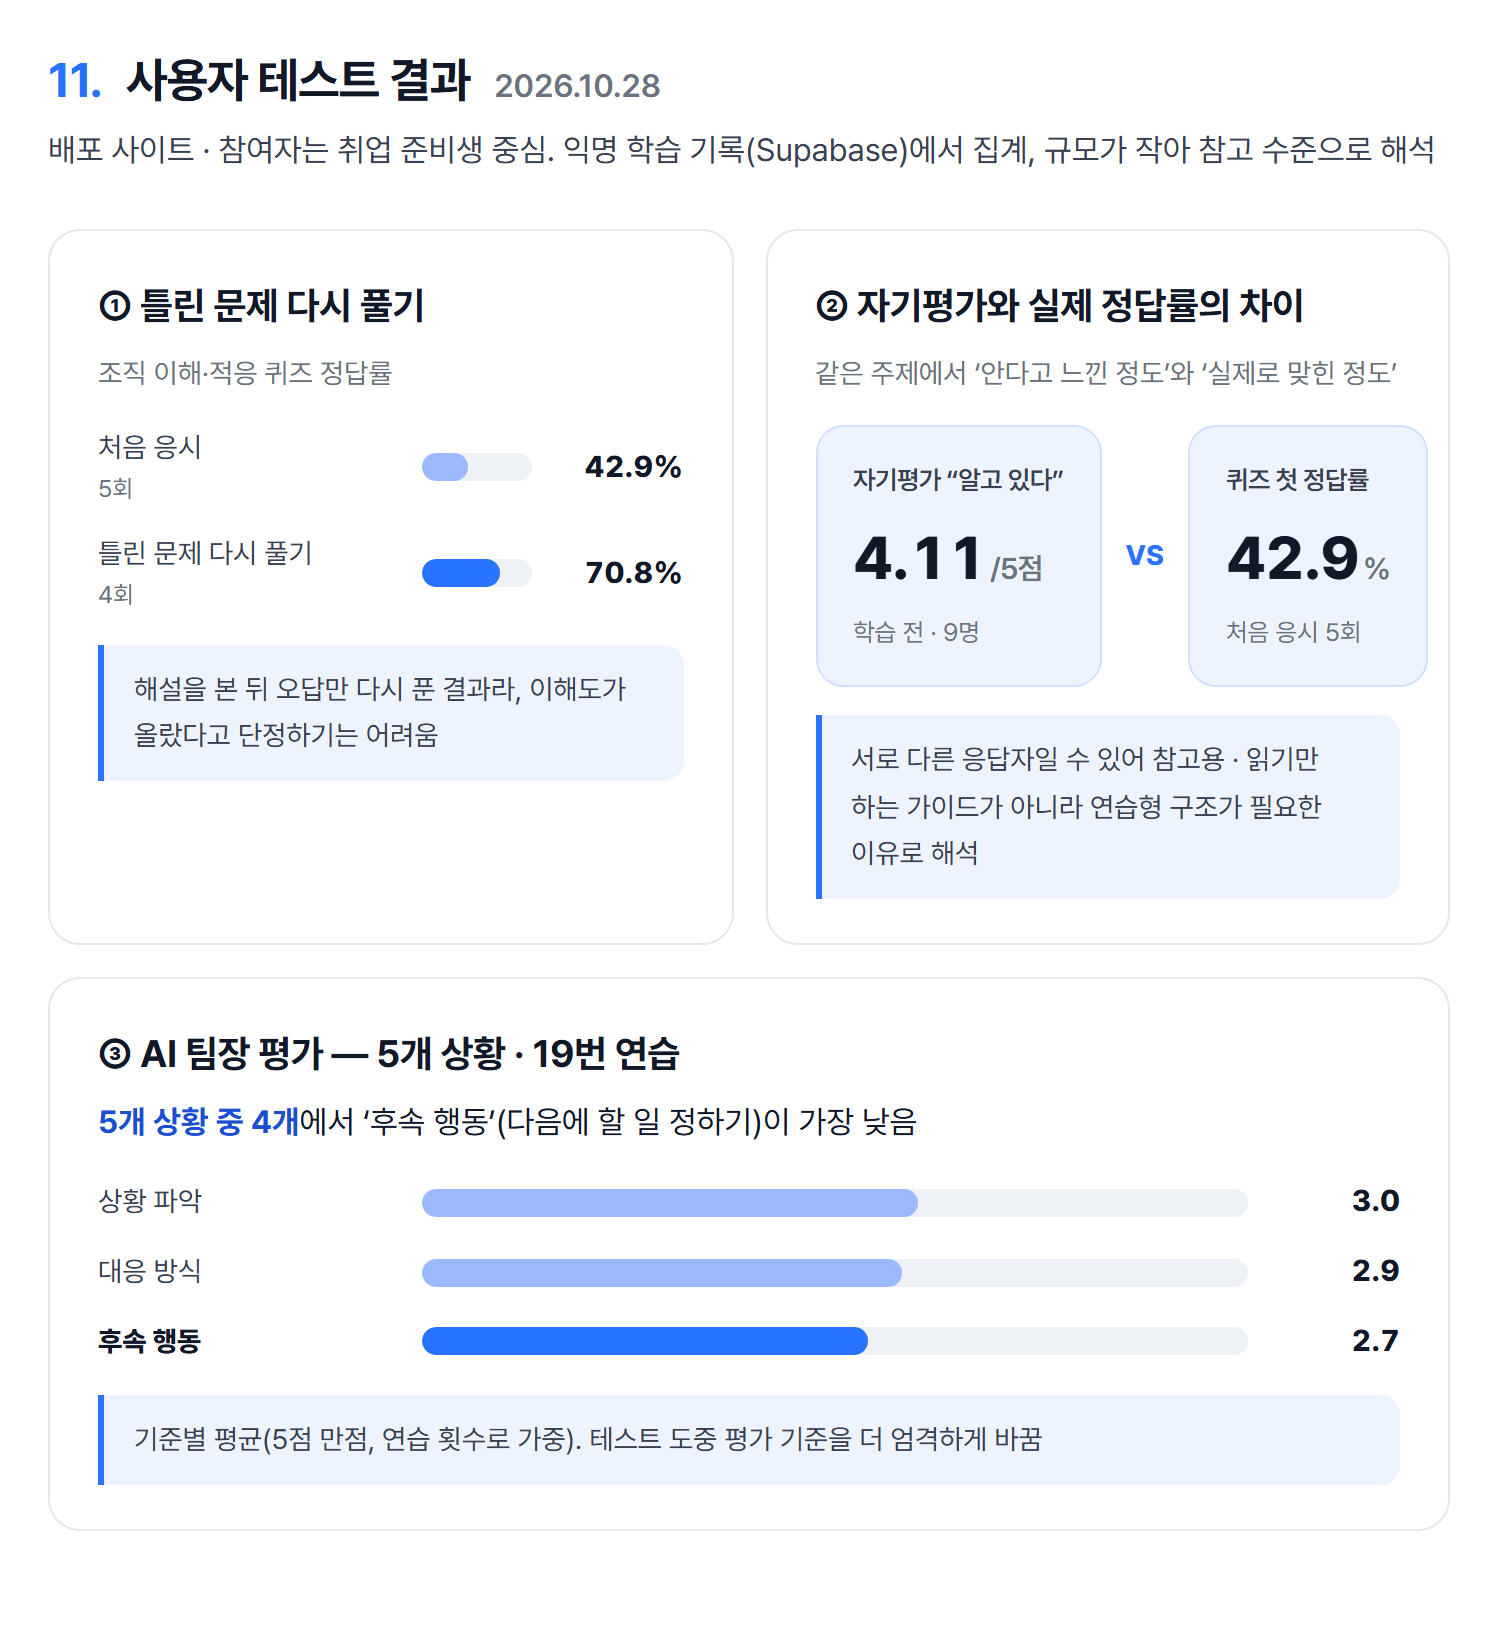 11. 사용자 테스트 결과 2026.10.28
배포 사이트 · 참여자는 취업 준비생 중심. 익명 학습 기록(Supabase)에서 집계, 규모가 작아 참고 수준으로 해석
① 틀린 문제 다시 풀기
조직 이해·적응 퀴즈 정답률
처음 응시
5회
42.9%
틀린 문제 다시 풀기
4회
70.8%
해설을 본 뒤 오답만 다시 푼 결과라, 이해도가
올랐다고 단정하기는 어려움
② 자기평가와 실제 정답률의 차이
같은 주제에서 ‘안다고 느낀 정도’와 ‘실제로 맞힌 정도’
자기평가 “알고 있다”
4.11 /5점
학습 전 · 9명
VS
퀴즈 첫 정답률
42.9 %
처음 응시 5회
서로 다른 응답자일 수 있어 참고용 · 읽기만
하는 가이드가 아니라 연습형 구조가 필요한
이유로 해석
③ AI 팀장 평가 — 5개 상황 · 19번 연습
5개 상황 중 4개에서 ‘후속 행동’(다음에 할 일 정하기)이 가장 낮음
상황 파악 3.0
대응 방식 2.9
후속 행동 2.7
기준별 평균(5점 만점, 연습 횟수로 가중). 테스트 도중 평가 기준을 더 엄격하게 바꿈